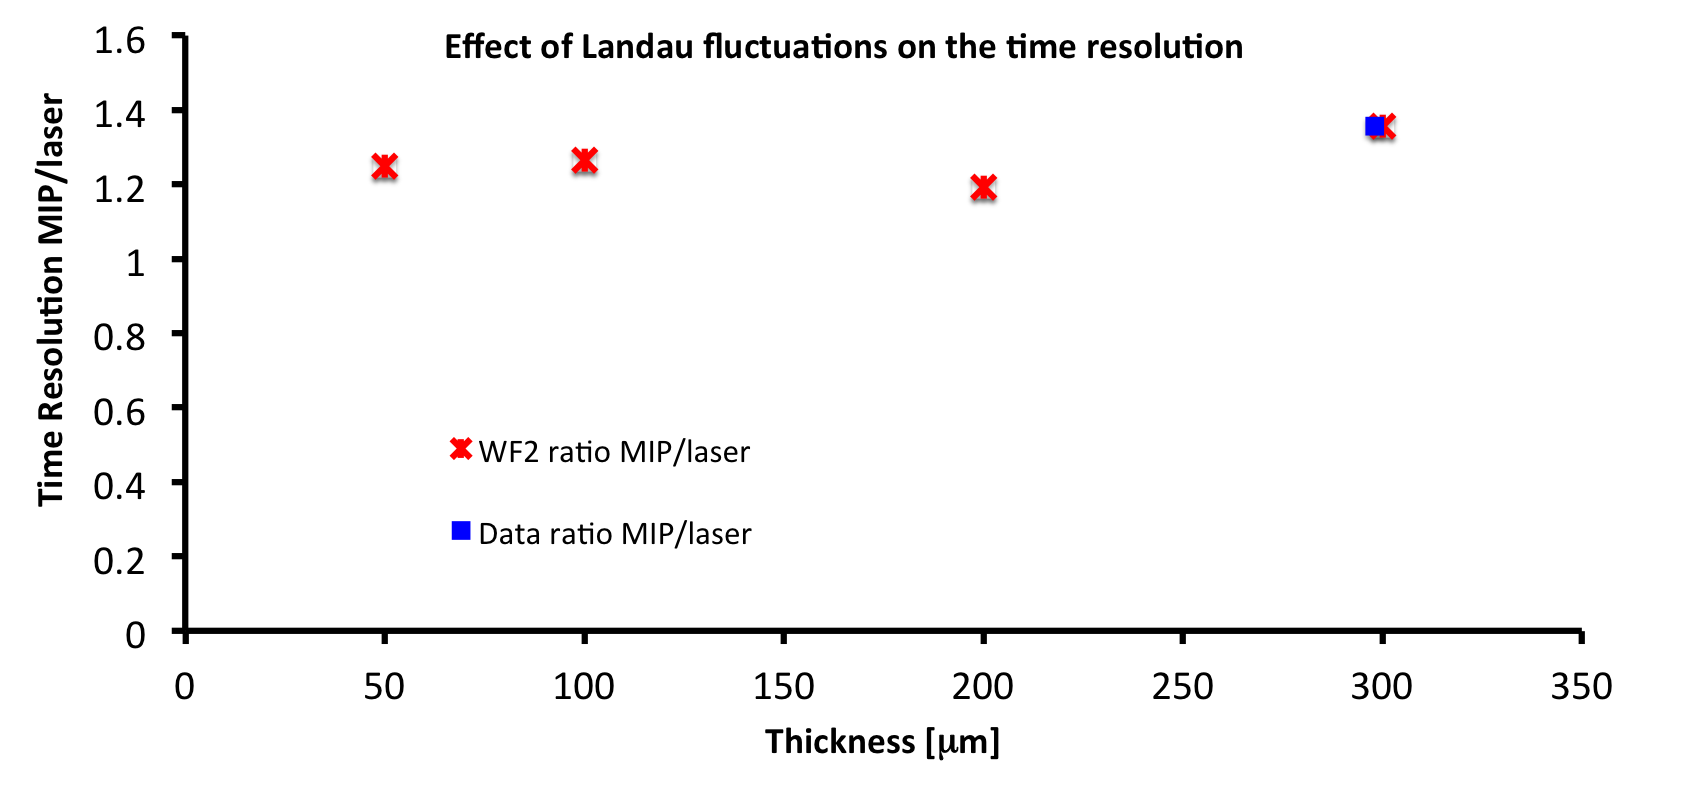 Effect of Landau fluctuations on the time resolution
Time Resolution MIP/laser
1.6
1.4
1.2
1
0.8
0.6
0.4
0.2
0
WF2 ratio MIP/laser
Data ratio MIP/laser
0 50 100 150 200 250 300 350
Thickness [μm]